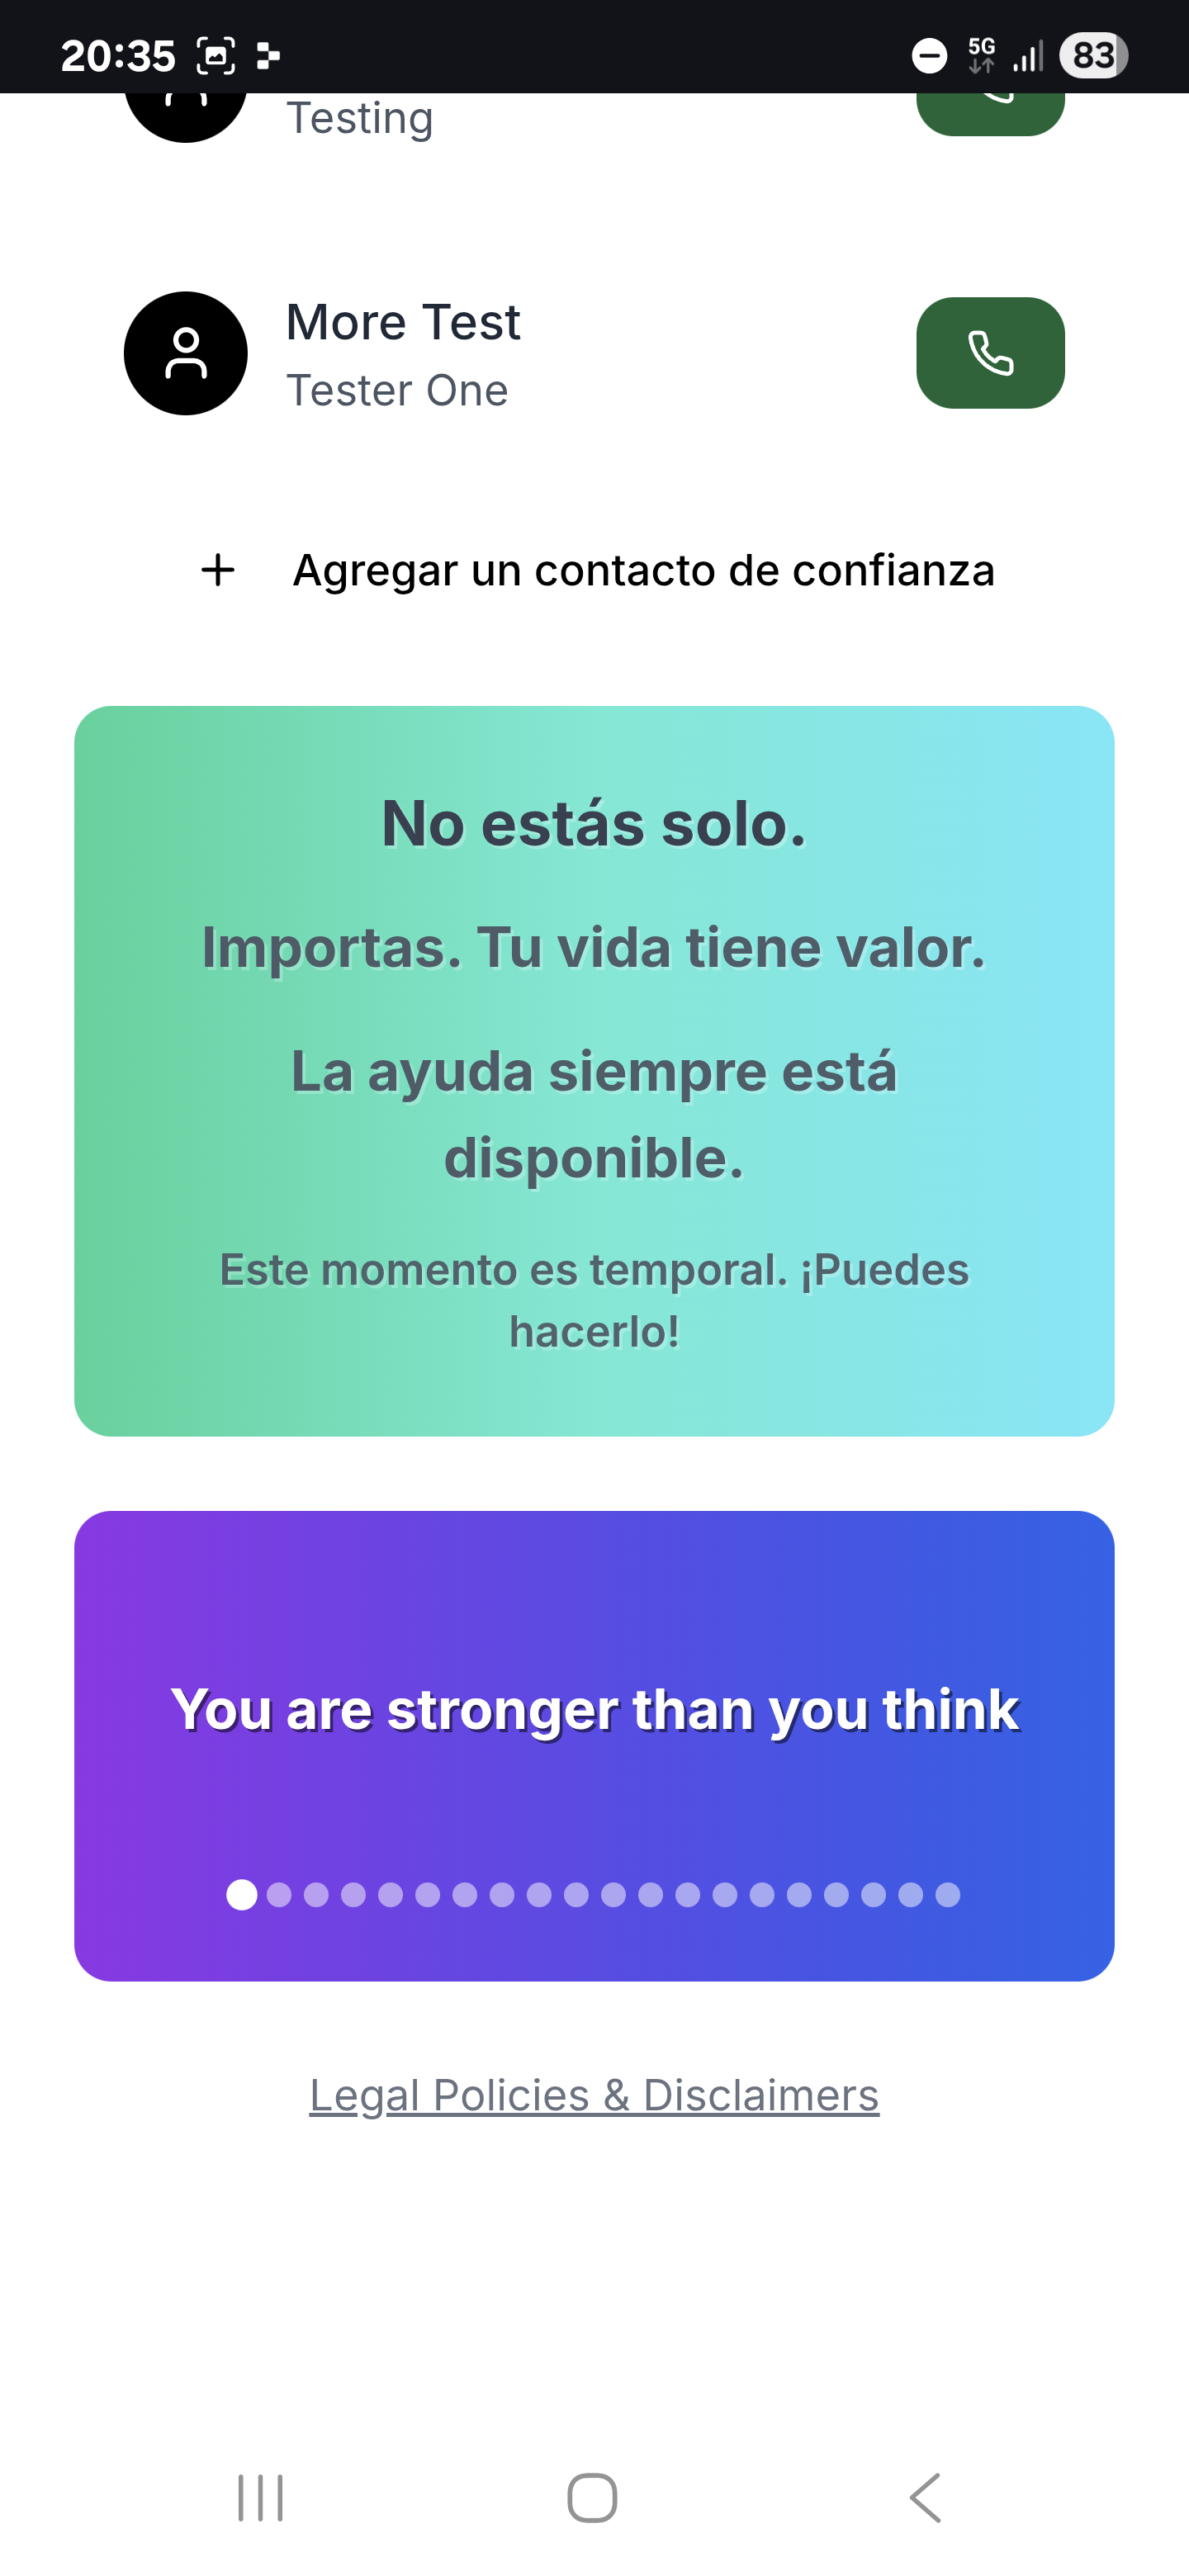 20:35
5G
83
Testing
More Test
Tester One
Agregar un contacto de confianza
No estás solo.
Importas. Tu vida tiene valor.
La ayuda siempre está
disponible.
Este momento es temporal. ¡Puedes
hacerlo!
You are stronger than you think
Legal Policies & Disclaimers